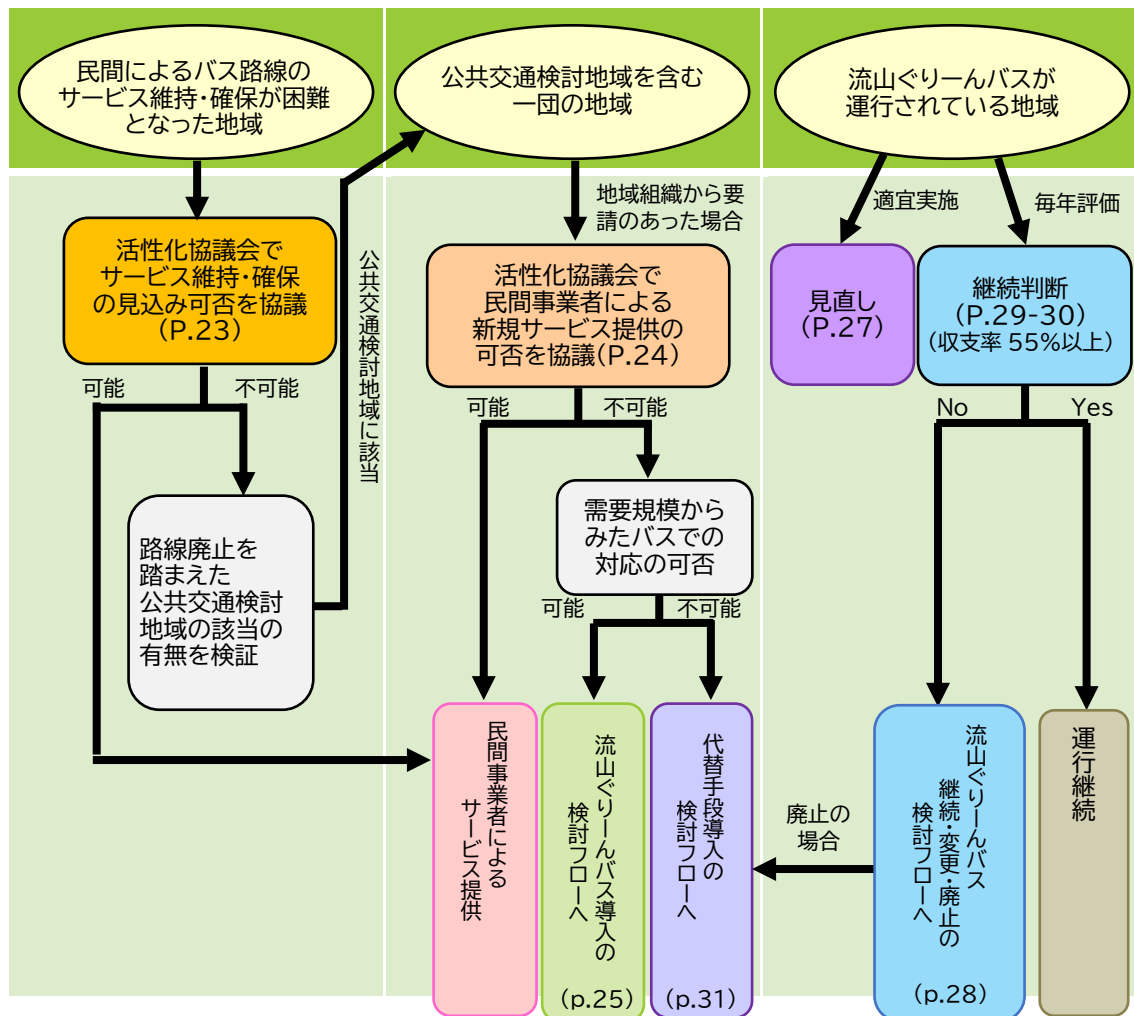 民間によるバス路線の
サービス維持・確保が困難
となった地域
公共交通検討地域を含む
一団の地域
流山ぐりーんバスが
運行されている地域
公共交通検討地域に該当
地域組織から要
請のあった場合
適宜実施
毎年評価
活性化協議会で
サービス維持・確保
の見込み可否を協議
(P.23)
活性化協議会で
民間事業者による
新規サービス提供の
可否を協議(P.24)
見直し
(P.27)
継続判断
(P.29-30)
(収支率 55%以上)
可能
不可能
可能
不可能
No
Yes
路線廃止を
踏まえた
公共交通検討
地域の該当の
有無を検証
需要規模から
みたバスでの
対応の可否
可能
不可能
民間事業者による
サービス提供
流山ぐりーんバス導入の
検討フローへ
(p.25)
代替手段導入の
検討フローへ
(p.31)
廃止の
場合
流山ぐりーんバス
継続・変更・廃止の
検討フローへ
(p.28)
運行継続